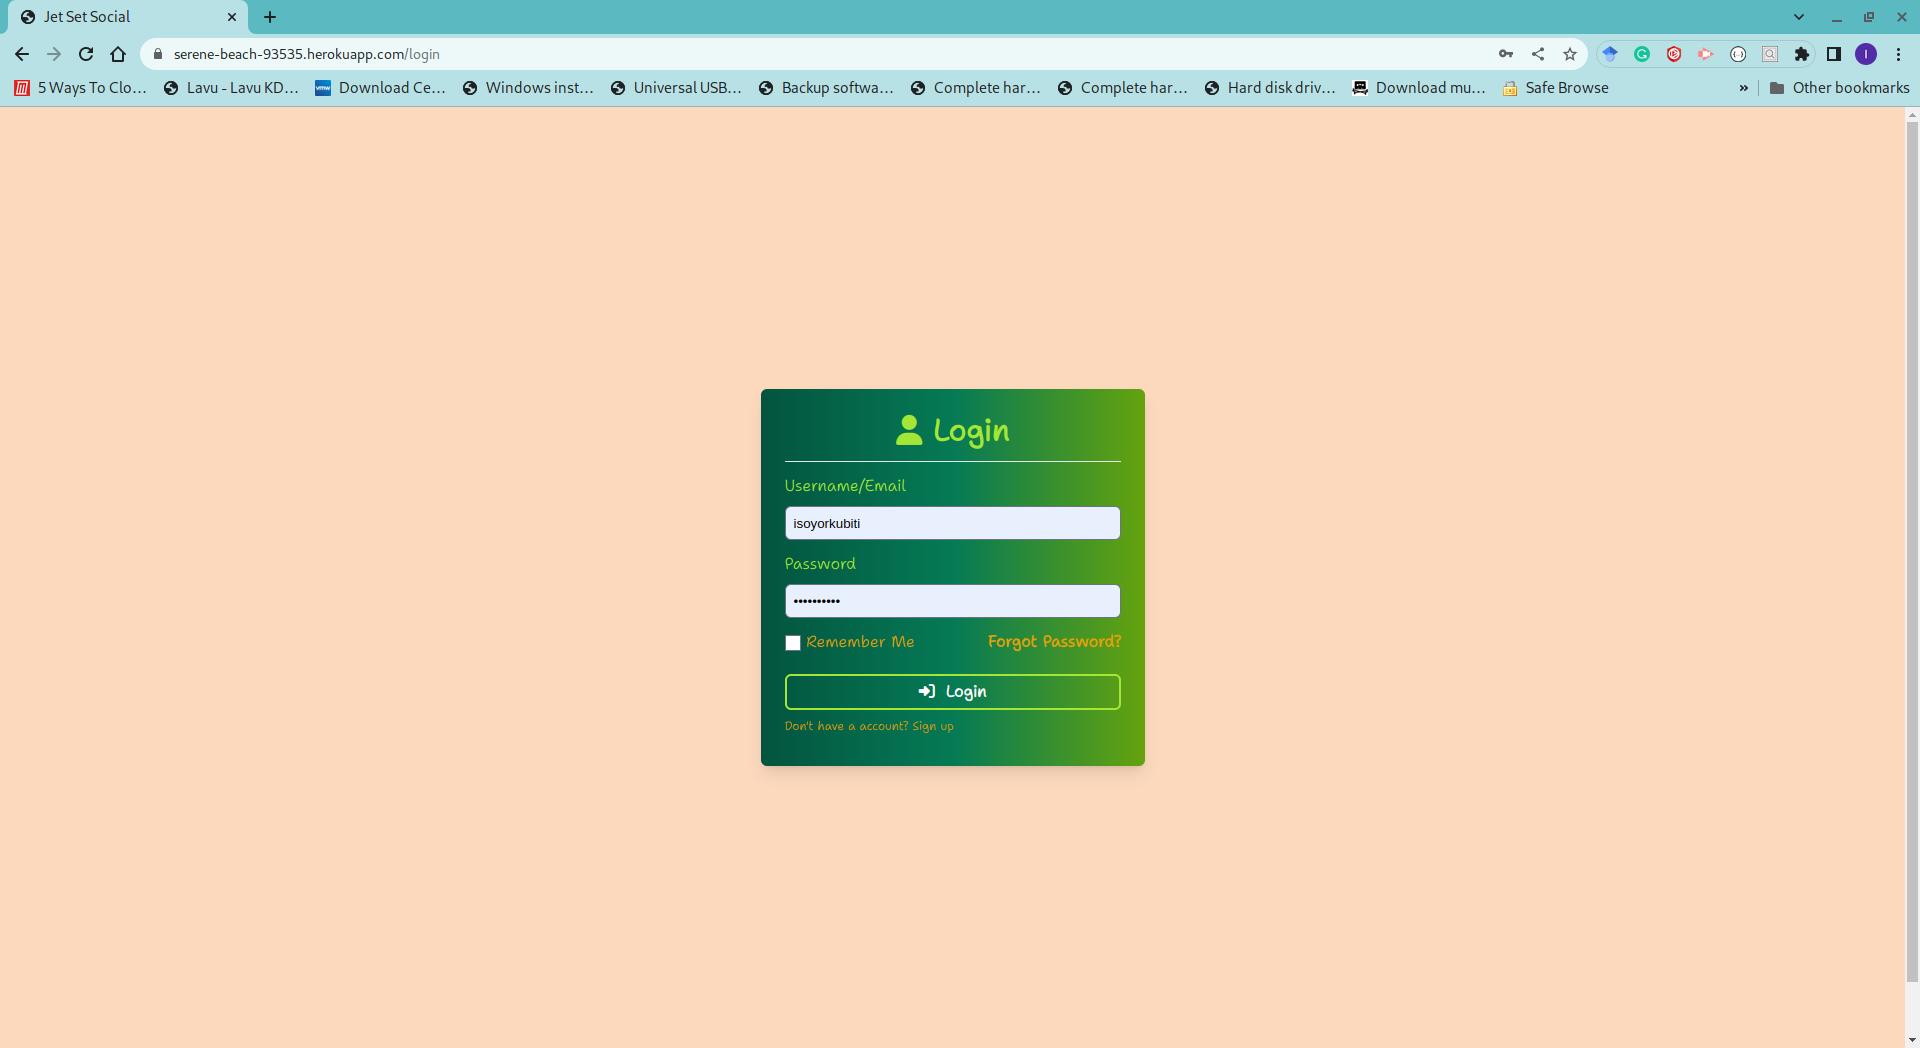 Jet Set Social
serene-beach-93535.herokuapp.com/login
I
5 Ways To Clo... Lavu - Lavu KD... vmw Download Ce... Windows inst... Universal USB... Backup softwa... Complete har... Complete har... Hard disk driv... Download mu... Safe Browse » Other bookmarks
Login
Username/Email
isoyorkubiti
Password
••••••••••
Remember Me Forgot Password?
Login
Don't have a account? Sign up